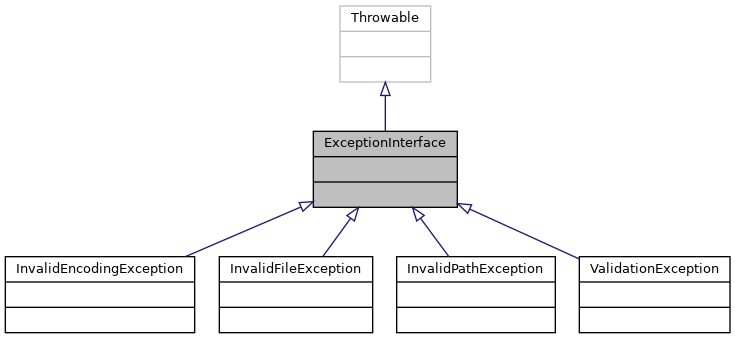 Throwable
ExceptionInterface
InvalidEncodingException
InvalidFileException
InvalidPathException
ValidationException